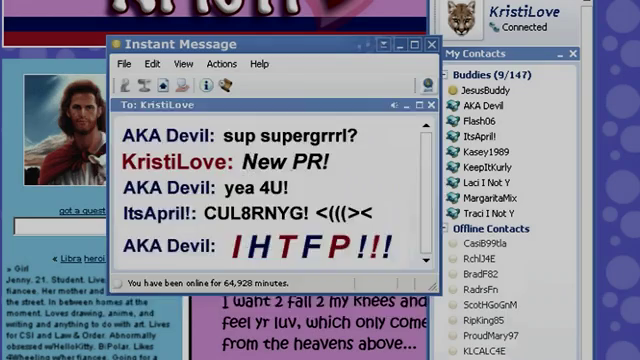 KristiLove
Connected
Instant Message
File Edit View Actions Help
To: KristiLove
AKA Devil: sup supergrrrl?
KristiLove: New PR!
AKA Devil: yea 4U!
ItsApril!: CUL8RNYG! <(((><
AKA Devil: IHTFP!!!
You have been online for 64,928 minutes.
My Contacts
Buddies (9/147)
JesusBuddy
AKA Devil
Flash06
ItsApril!
Kasey1989
KeepItKurly
Laci I Not Y
MargaritaMix
Traci I Not Y
Offline Contacts
CasiB99tla
RchlJ4E
BradF82
RadrsFn
ScotHGoGnM
RipKing85
ProudMary97
KLCALC4E
got a quest
« Libra heroi
» Girl
Jenny. 21. Student. Lives
fiancee. Her mother and
the street. In between homes at the
moment. Loves drawing, anime, and
writing and anything to do with art. Lives
for CSI and Law & Order. Abnormally
obsessed w/HelloKitty. BiPolar. Likes
4Wheeling w/her fiancee. Going for a
I want 2 fall 2 my knees and
feel yr luv, which only come
from the heavens above...